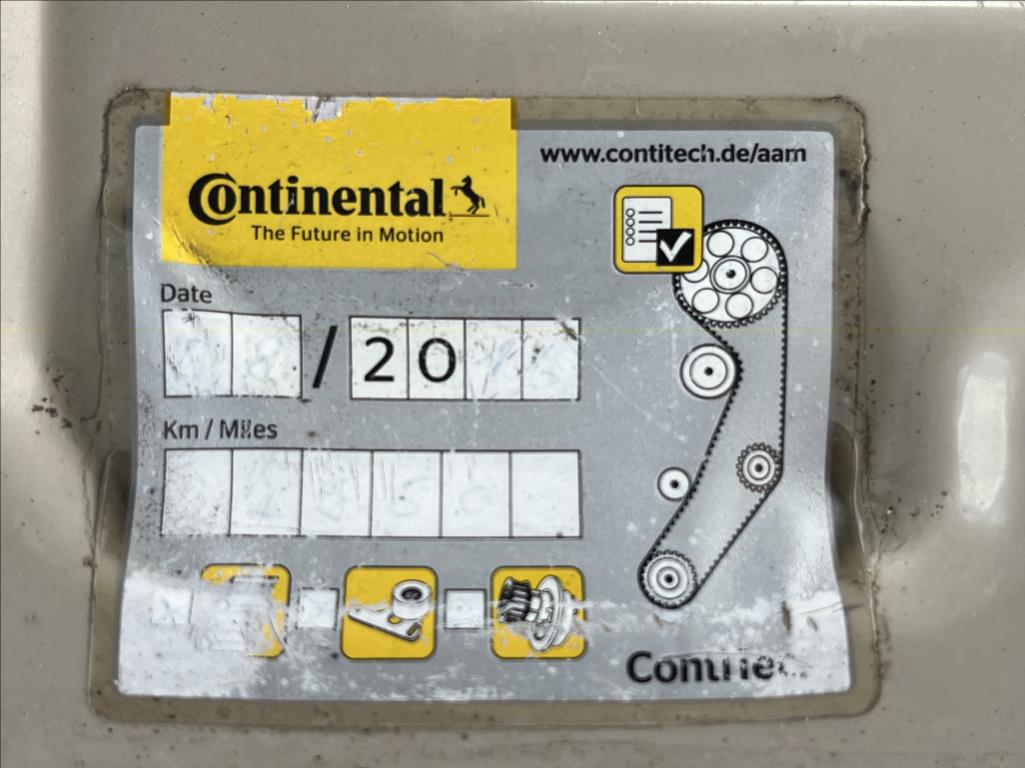 www.contitech.de/aam
Continental
The Future in Motion
Date
/ 20
Km / Miles